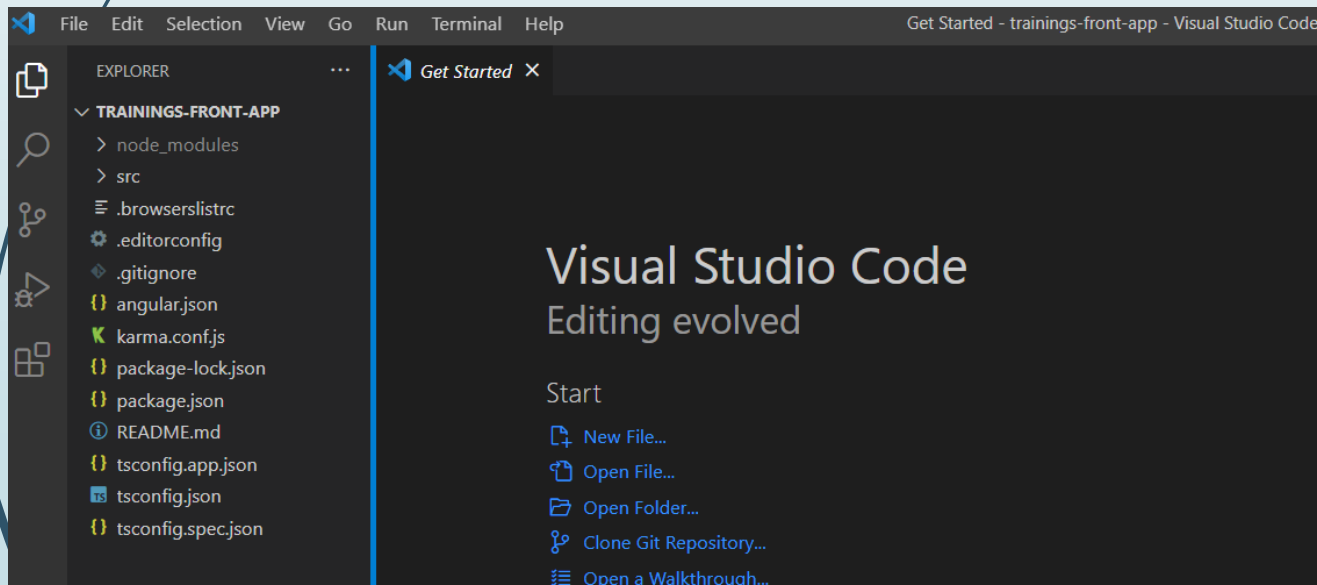 File Edit Selection View Go Run Terminal Help Get Started - trainings-front-app - Visual Studio Code
EXPLORER ··· Get Started ×
TRAININGS-FRONT-APP
node_modules
src
.browserslistrc
.editorconfig
.gitignore
angular.json
karma.conf.js
package-lock.json
package.json
README.md
tsconfig.app.json
TS tsconfig.json
tsconfig.spec.json
Visual Studio Code
Editing evolved
Start
New File...
Open File...
Open Folder...
Clone Git Repository...
Open a Walkthrough...